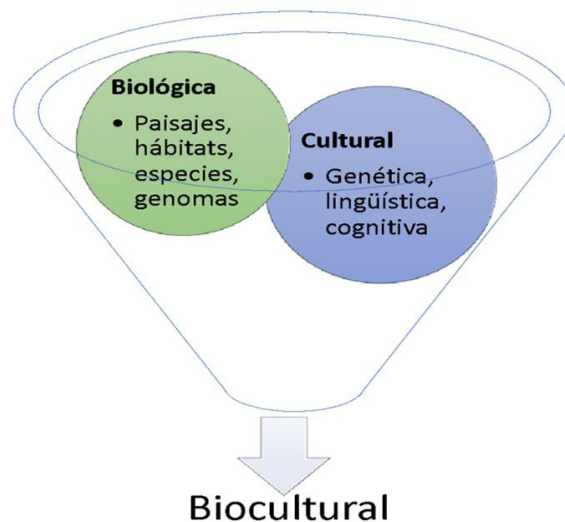 Biológica
• Paisajes,
hábitats,
especies,
genomas
Cultural
• Genética,
lingüística,
cognitiva
Biocultural